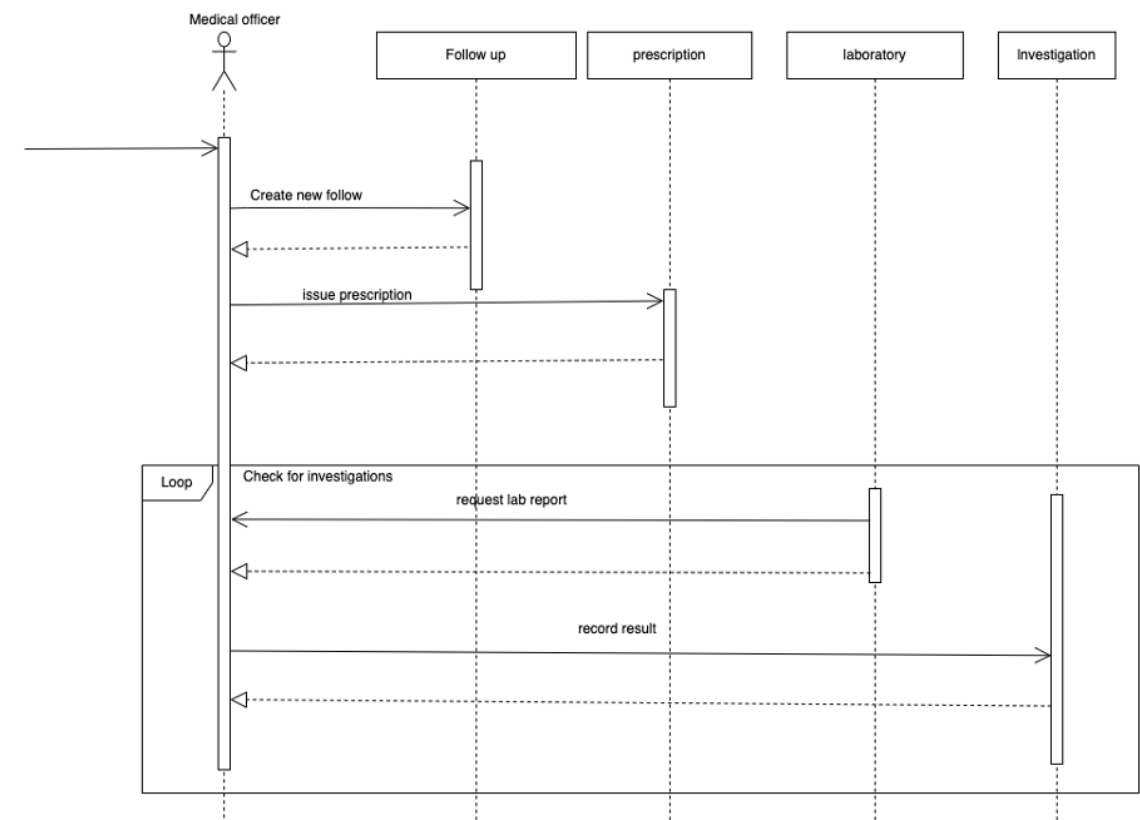 Medical officer
Follow up
prescription
laboratory
Investigation
Create new follow
issue prescription
Loop
Check for investigations
request lab report
record result